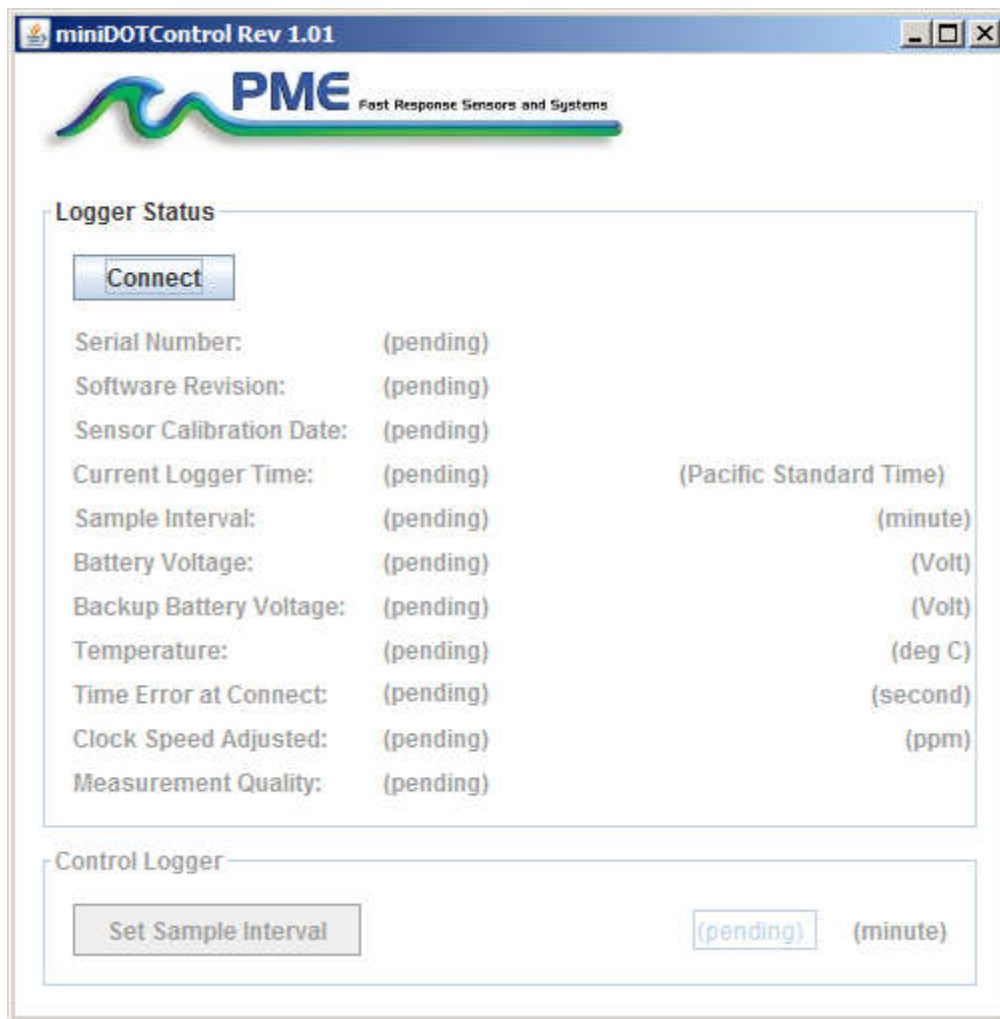 miniDOTControl Rev 1.01
PME Fast Response Sensors and Systems
Logger Status
Connect
Serial Number: (pending)
Software Revision: (pending)
Sensor Calibration Date: (pending)
Current Logger Time: (pending) (Pacific Standard Time)
Sample Interval: (pending) (minute)
Battery Voltage: (pending) (Volt)
Backup Battery Voltage: (pending) (Volt)
Temperature: (pending) (deg C)
Time Error at Connect: (pending) (second)
Clock Speed Adjusted: (pending) (ppm)
Measurement Quality: (pending)
Control Logger
Set Sample Interval (pending) (minute)